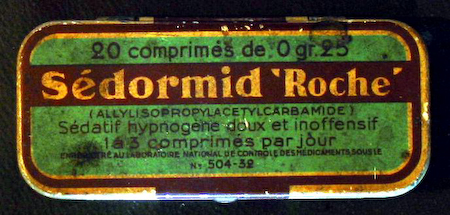 20 comprimés de 0 gr. 25
Sédormid 'Roche'
(ALLYLISOPROPYLACETYLCARBAMIDE)
Sédatif hypnogène doux et inoffensif
1 à 3 comprimés par jour
ENREGISTRÉ AU LABORATOIRE NATIONAL DE CONTROLE DES MÉDICAMENTS SOUS LE
No 504-32